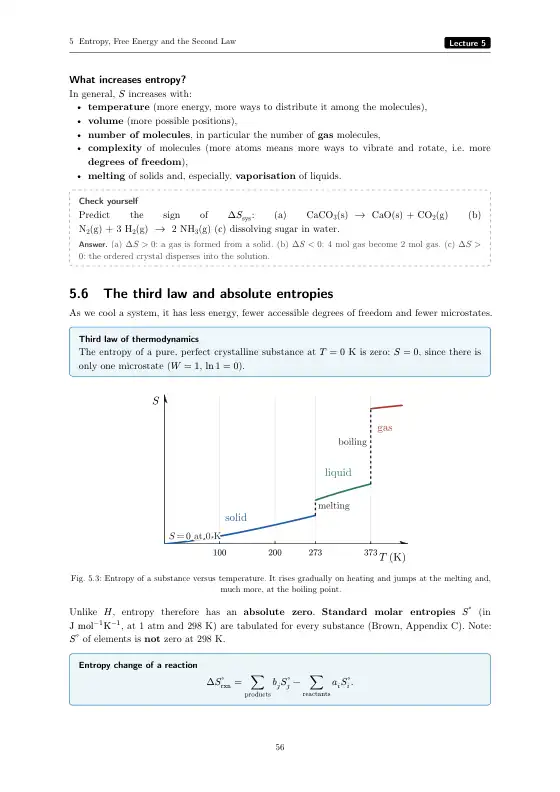 5 Entropy, Free Energy and the Second Law
Lecture 5
What increases entropy?
In general, S increases with:
• temperature (more energy, more ways to distribute it among the molecules),
• volume (more possible positions),
• number of molecules, in particular the number of gas molecules,
• complexity of molecules (more atoms means more ways to vibrate and rotate, i.e. more
degrees of freedom),
• melting of solids and, especially, vaporisation of liquids.
Check yourself
Predict the sign of ΔS_sys: (a) CaCO₃(s) → CaO(s) + CO₂(g) (b)
N₂(g) + 3 H₂(g) → 2 NH₃(g) (c) dissolving sugar in water.
Answer. (a) ΔS > 0: a gas is formed from a solid. (b) ΔS < 0: 4 mol gas become 2 mol gas. (c) ΔS >
0: the ordered crystal disperses into the solution.
5.6 The third law and absolute entropies
As we cool a system, it has less energy, fewer accessible degrees of freedom and fewer microstates.
Third law of thermodynamics
The entropy of a pure, perfect crystalline substance at T = 0 K is zero: S = 0, since there is
only one microstate (W = 1, ln 1 = 0).
S
gas
boiling
liquid
melting
solid
S = 0 at 0 K
100 200 273 373 T (K)
Fig. 5.3: Entropy of a substance versus temperature. It rises gradually on heating and jumps at the melting and,
much more, at the boiling point.
Unlike H, entropy therefore has an absolute zero. Standard molar entropies S° (in
J mol⁻¹K⁻¹, at 1 atm and 298 K) are tabulated for every substance (Brown, Appendix C). Note:
S° of elements is not zero at 298 K.
Entropy change of a reaction
ΔS°_rxn = ∑_products b_j S°_j − ∑_reactants a_i S°_i.
56